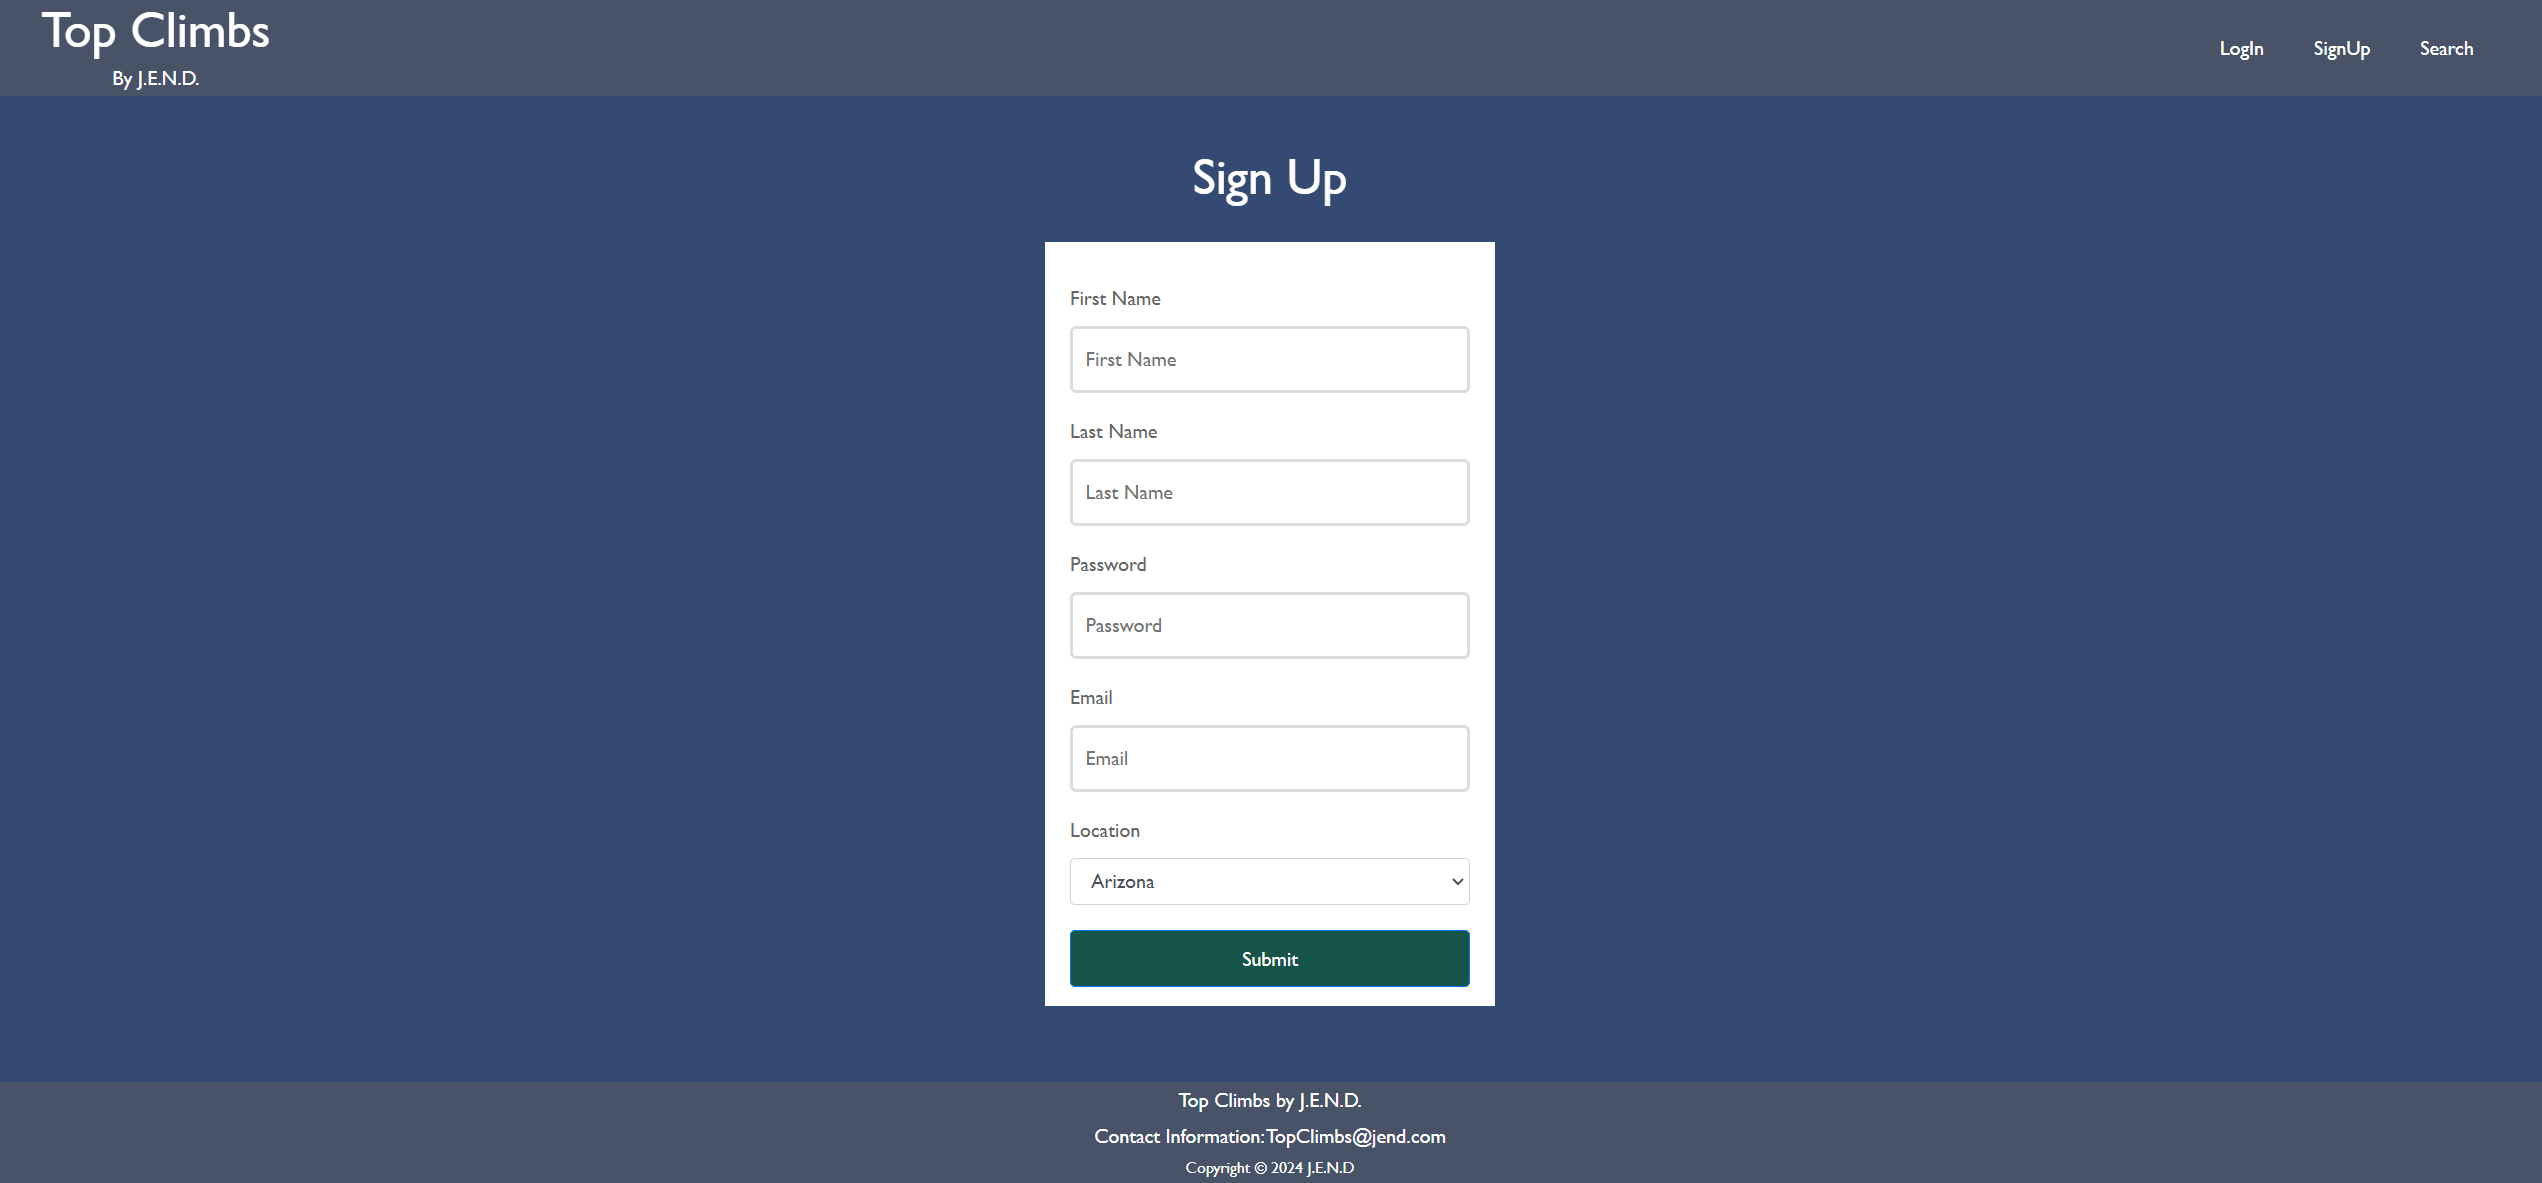 Top Climbs
By J.E.N.D.
LogIn
SignUp
Search
Sign Up
First Name
First Name
Last Name
Last Name
Password
Password
Email
Email
Location
Arizona
Submit
Top Climbs by J.E.N.D.
Contact Information:TopClimbs@jend.com
Copyright © 2024 J.E.N.D